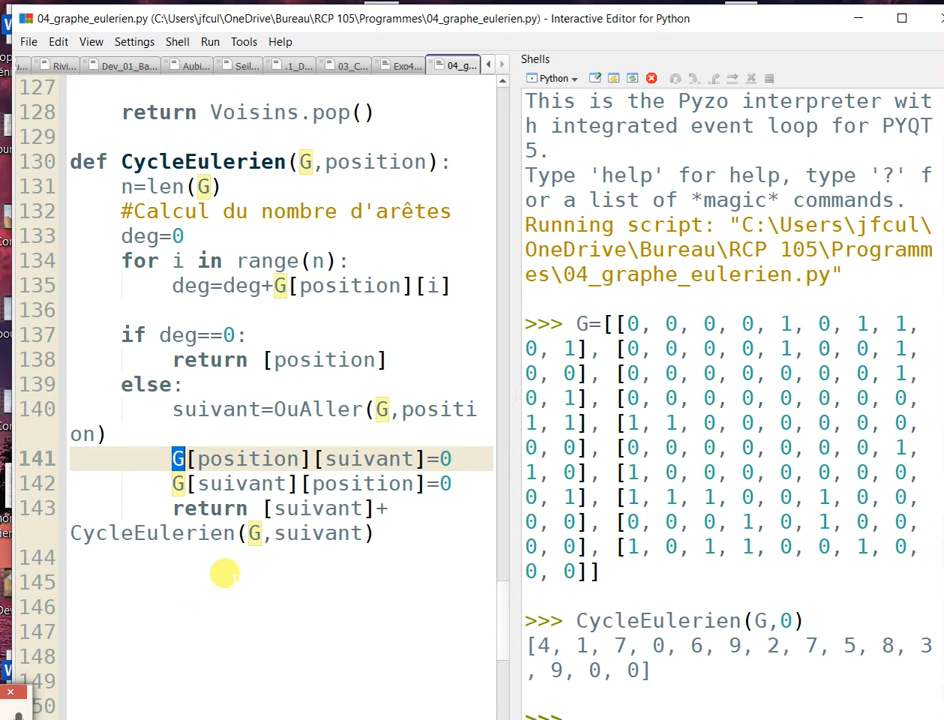 04_graphe_eulerien.py (C:\Users\jfcul\OneDrive\Bureau\RCP 105\Programmes\04_graphe_eulerien.py) - Interactive Editor for Python
File Edit View Settings Shell Run Tools Help
Rivi... Dev_01_Ba... Aubi... Seil... .1_D... 03_C... Exo4... 04_g...
127
128 return Voisins.pop()
129
130 def CycleEulerien(G,position):
131 n=len(G)
132 #Calcul du nombre d'arêtes
133 deg=0
134 for i in range(n):
135 deg=deg+G[position][i]
136
137 if deg==0:
138 return [position]
139 else:
140 suivant=OuAller(G,positi
on)
141 G[position][suivant]=0
142 G[suivant][position]=0
143 return [suivant]+
CycleEulerien(G,suivant)
144
145
146
147
148
149
150
Shells
Python
This is the Pyzo interpreter wit
h integrated event loop for PYQT
5.
Type 'help' for help, type '?' f
or a list of *magic* commands.
Running script: "C:\Users\jfcul\
OneDrive\Bureau\RCP 105\Programm
es\04_graphe_eulerien.py"
>>> G=[[0, 0, 0, 0, 1, 0, 1, 1,
0, 1], [0, 0, 0, 0, 1, 0, 0, 1,
0, 0], [0, 0, 0, 0, 0, 0, 0, 1,
0, 1], [0, 0, 0, 0, 0, 0, 0, 0,
1, 1], [1, 1, 0, 0, 0, 0, 0, 0,
0, 0], [0, 0, 0, 0, 0, 0, 0, 1,
1, 0], [1, 0, 0, 0, 0, 0, 0, 0,
0, 1], [1, 1, 1, 0, 0, 1, 0, 0,
0, 0], [0, 0, 0, 1, 0, 1, 0, 0,
0, 0], [1, 0, 1, 1, 0, 0, 1, 0,
0, 0]]
>>> CycleEulerien(G,0)
[4, 1, 7, 0, 6, 9, 2, 7, 5, 8, 3
, 9, 0, 0]
>>>